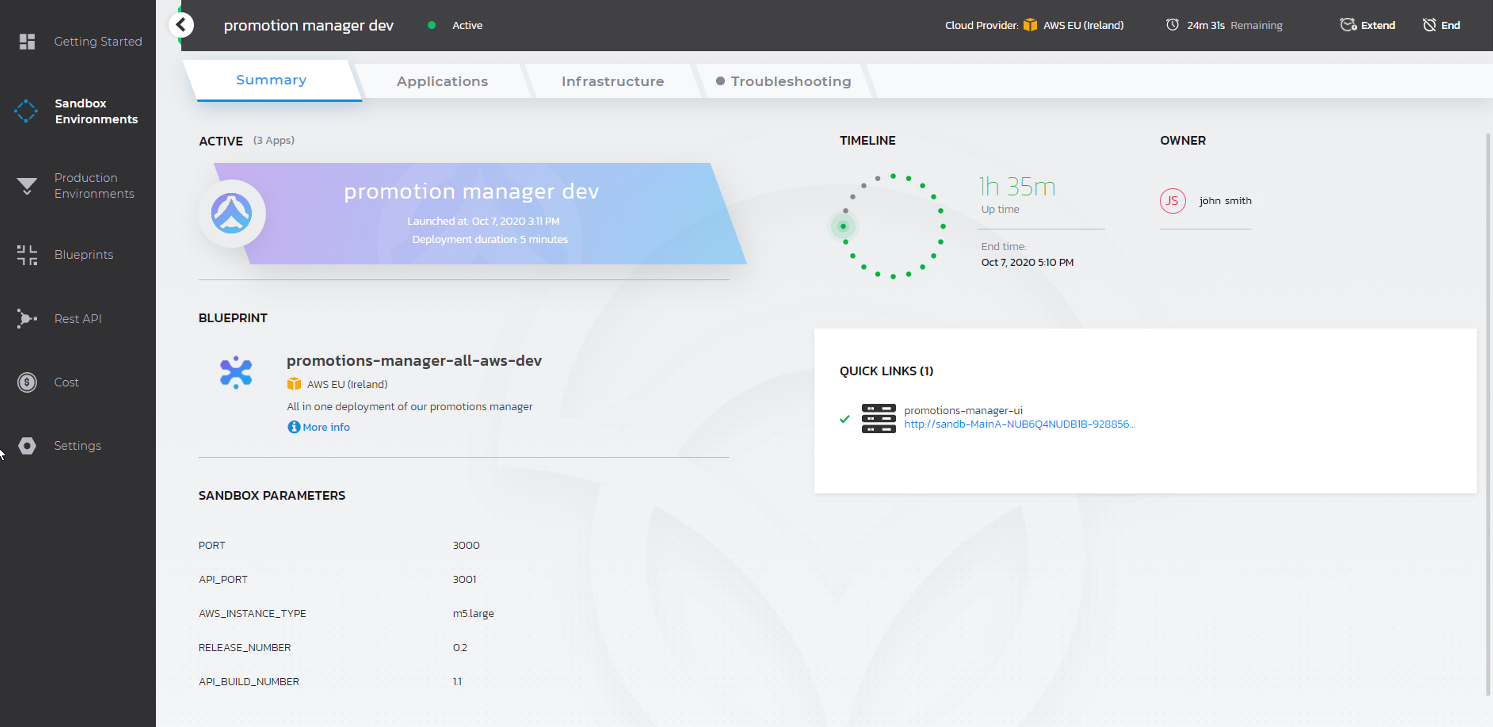 Getting Started
Sandbox
Environments
Production
Environments
Blueprints
Rest API
Cost
Settings
promotion manager dev
Active
Cloud Provider: AWS EU (Ireland)
24m 31s Remaining
Extend
End
Summary
Applications
Infrastructure
Troubleshooting
ACTIVE (3 Apps)
promotion manager dev
Launched at: Oct 7, 2020 3:11 PM
Deployment duration: 5 minutes
TIMELINE
1h 35m
Up time
End time:
Oct 7, 2020 5:10 PM
OWNER
JS john smith
BLUEPRINT
promotions-manager-all-aws-dev
AWS EU (Ireland)
All in one deployment of our promotions manager
More info
QUICK LINKS (1)
promotions-manager-ui
http://sandb-MainA-NUB6Q4NUDB1B-928856...
SANDBOX PARAMETERS
PORT 3000
API_PORT 3001
AWS_INSTANCE_TYPE m5.large
RELEASE_NUMBER 0.2
API_BUILD_NUMBER 1.1